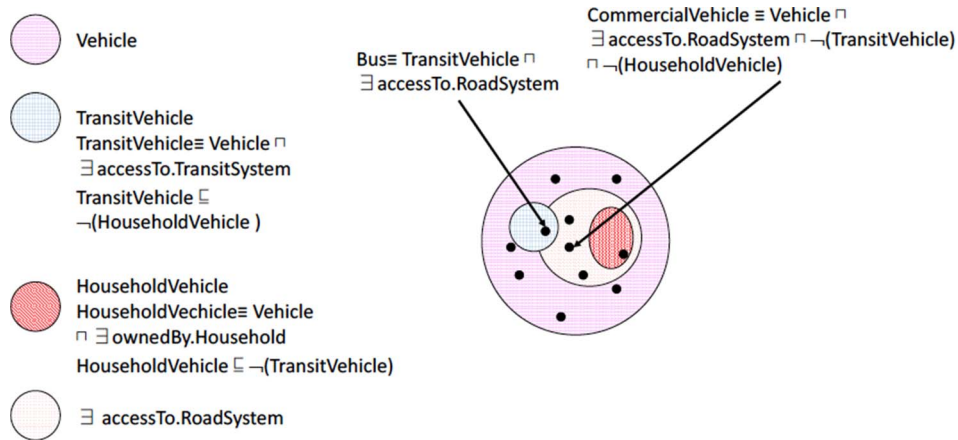 Vehicle
TransitVehicle
TransitVehicle≡ Vehicle ⊓
∃ accessTo.TransitSystem
TransitVehicle ⊑
¬(HouseholdVehicle )
HouseholdVehicle
HouseholdVechicle≡ Vehicle
⊓ ∃ ownedBy.Household
HouseholdVehicle ⊑ ¬(TransitVehicle)
∃ accessTo.RoadSystem
Bus≡ TransitVehicle ⊓
∃ accessTo.RoadSystem
CommercialVehicle ≡ Vehicle ⊓
∃ accessTo.RoadSystem ⊓ ¬(TransitVehicle)
⊓ ¬(HouseholdVehicle)